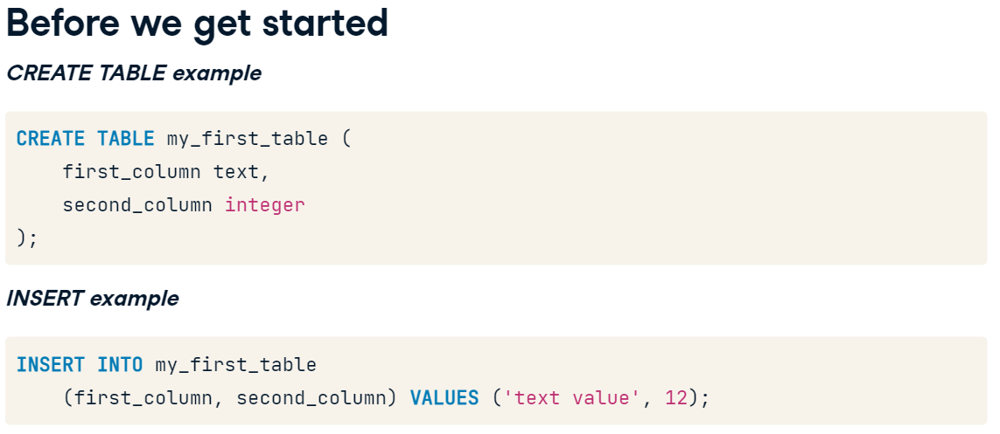 Before we get started
CREATE TABLE example
CREATE TABLE my_first_table (
    first_column text,
    second_column integer
);
INSERT example
INSERT INTO my_first_table
    (first_column, second_column) VALUES ('text value', 12);